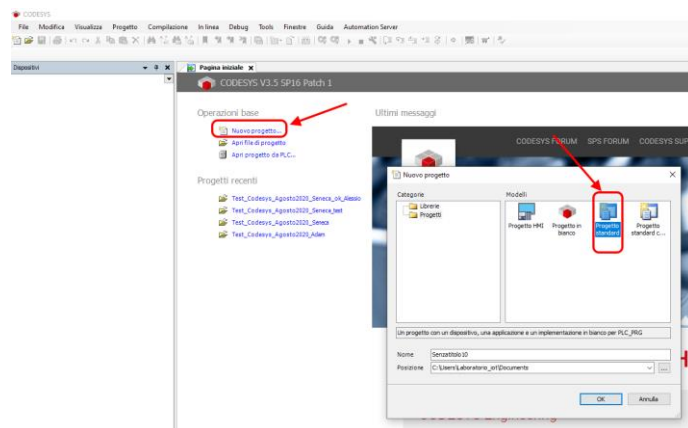 CODESYS
File Modifica Visualizza Progetto Compilazione In linea Debug Tools Finestre Guida Automation Server
Dispositivi
Pagina iniziale
CODESYS V3.5 SP16 Patch 1
Operazioni base
Nuovo progetto...
Apri file di progetto
Apri progetto da PLC...
Progetti recenti
Test_Codesys_Agosto2020_Seneca_ok_Alessio
Test_Codesys_Agosto2020_Seneca_test
Test_Codesys_Agosto2020_Seneca
Test_Codesys_Agosto2020_Adam
Ultimi messaggi
CODESYS FORUM SPS FORUM CODESYS SUP
Nuovo progetto
Categorie
Librerie
Progetti
Modelli
Progetto HMI
Progetto in bianco
Progetto standard
Progetto standard c...
Un progetto con un dispositivo, una applicazione e un implementazione in bianco per PLC_PRG
Nome Senzatitolo10
Posizione C:\Users\Laboratorio_iot\Documents
...
OK Annulla